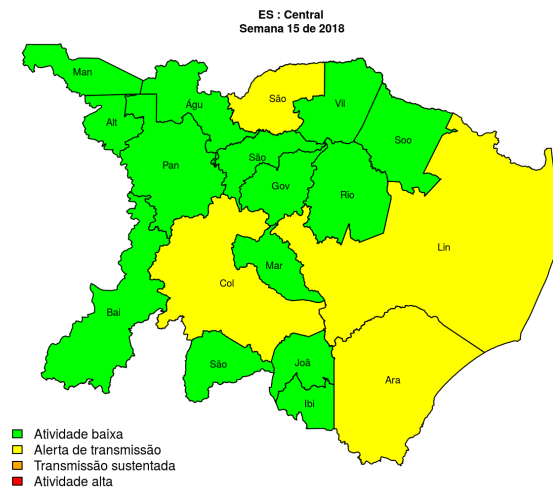 ES : Central
Semana 15 de 2018
Man
Águ
São
Vil
Alt
Soo
Pan
São
Gov
Rio
Lin
Mar
Col
Bai
São
Joã
Ara
Ibi
Atividade baixa
Alerta de transmissão
Transmissão sustentada
Atividade alta